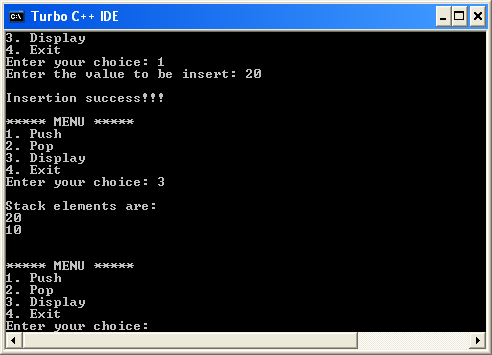 Turbo C++ IDE
3. Display
4. Exit
Enter your choice: 1
Enter the value to be insert: 20
Insertion success!!!
***** MENU *****
1. Push
2. Pop
3. Display
4. Exit
Enter your choice: 3
Stack elements are:
20
10
***** MENU *****
1. Push
2. Pop
3. Display
4. Exit
Enter your choice: